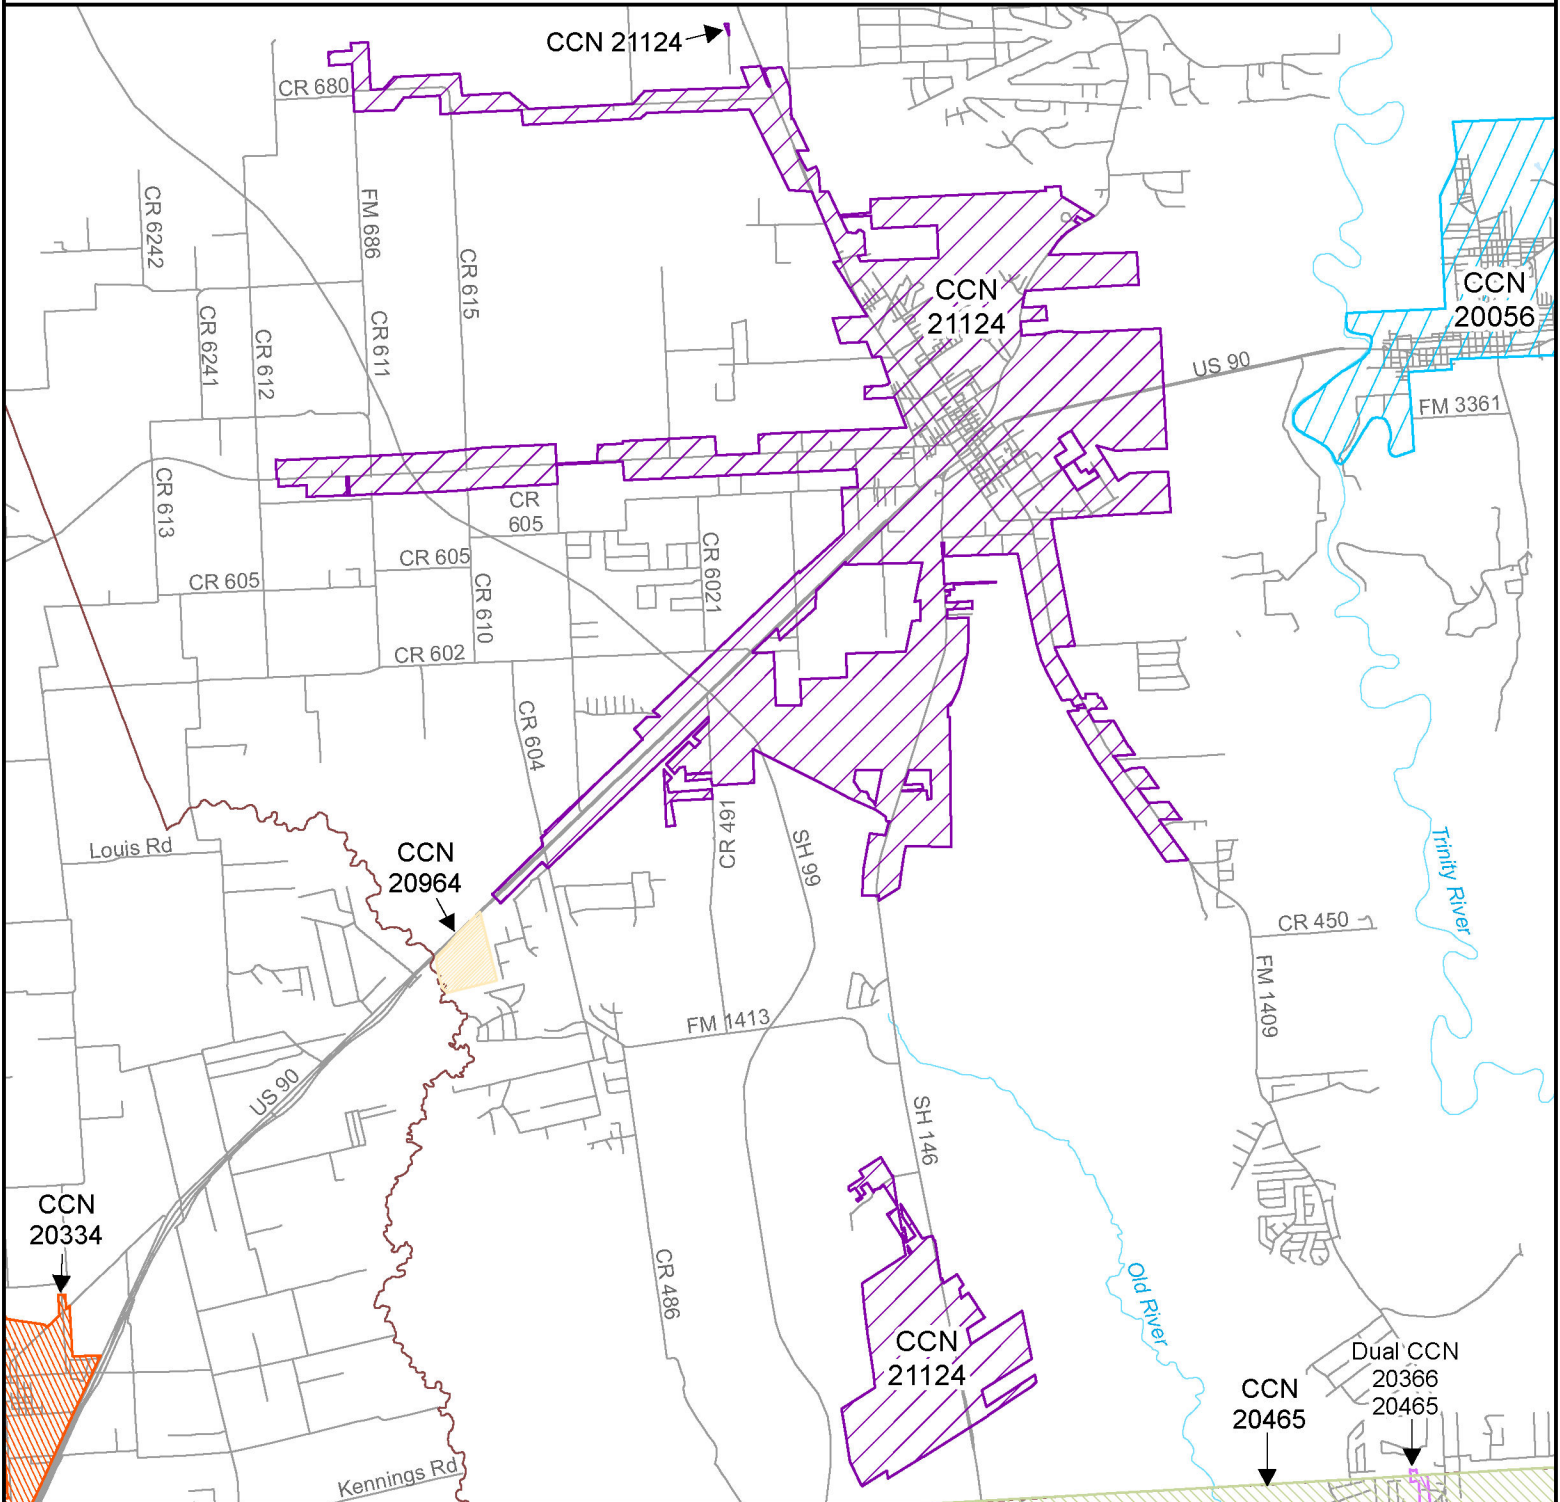 CCN 21124
CR 680
CR 6242
FM 686
CR 615
CCN
21124
CCN
20056
US 90
FM 3361
CR 6241
CR 612
CR 611
CR 613
CR
605
CR 605
CR 605
CR 610
CR 6021
CR 602
CR 604
CR 491
SH 99
Louis Rd
CCN
20964
Trinity River
CR 450
FM 1409
FM 1413
US 90
SH 146
CCN
20334
CR 486
Old River
CCN
21124
Dual CCN
20366
20465
CCN
20465
Kennings Rd